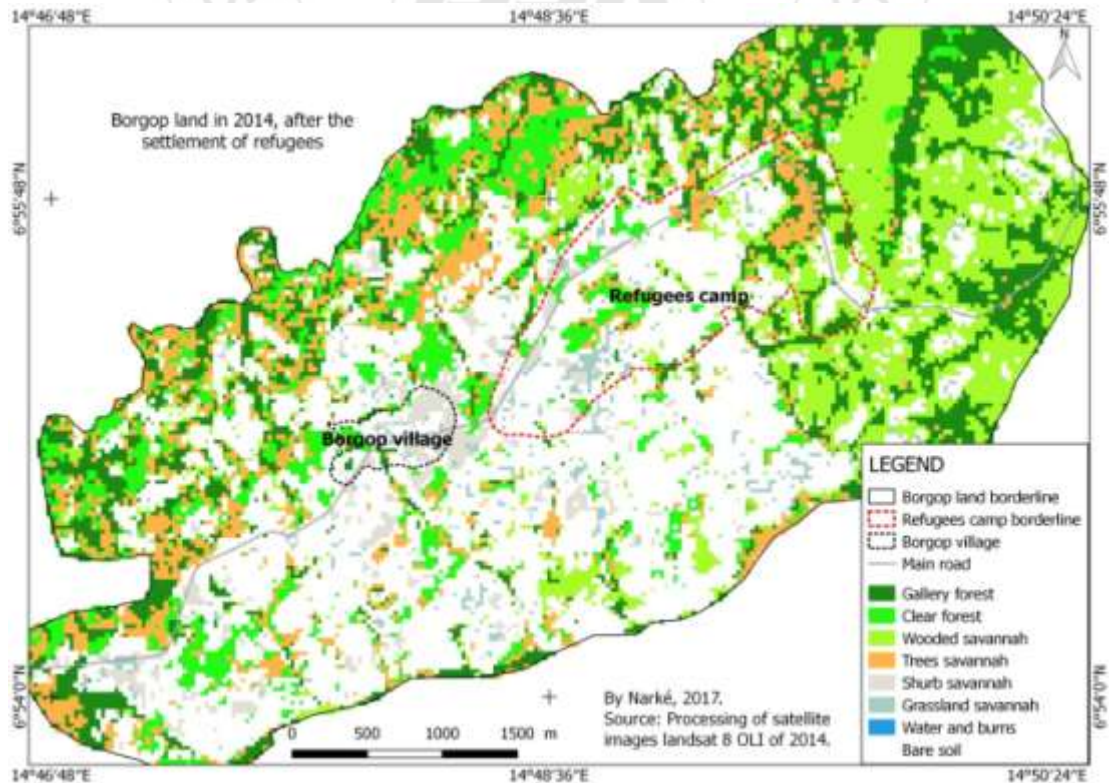 14°46'48"E 14°48'36"E 14°50'24"E
N
Borgop land in 2014, after the
settlement of refugees
6°55'48"N 6°55'48"N
Refugees camp
Borgop village
LEGEND
Borgop land borderline
Refugees camp borderline
Borgop village
Main road
Gallery forest
Clear forest
Wooded savannah
Trees savannah
Shurb savannah
Grassland savannah
Water and burns
Bare soil
By Narké, 2017.
Source: Processing of satellite
images landsat 8 OLI of 2014.
0 500 1000 1500 m
6°54'0"N 6°54'0"N
14°46'48"E 14°48'36"E 14°50'24"E